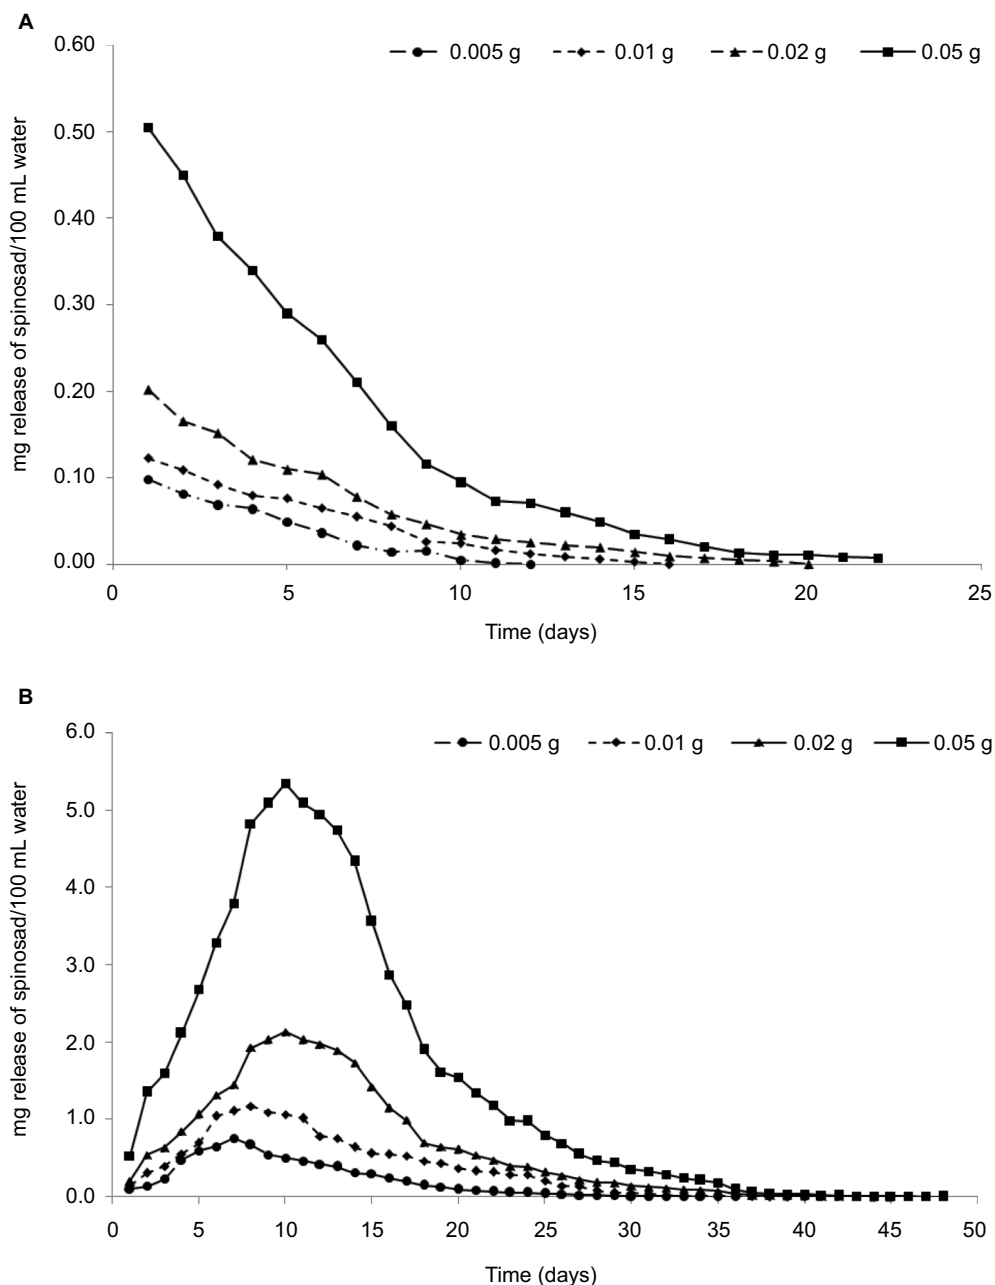 A
0.005 g 0.01 g 0.02 g 0.05 g
mg release of spinosad/100 mL water
0.60
0.50
0.40
0.30
0.20
0.10
0.00
0 5 10 15 20 25
Time (days)
B
0.005 g 0.01 g 0.02 g 0.05 g
mg release of spinosad/100 mL water
6.0
5.0
4.0
3.0
2.0
1.0
0.0
0 5 10 15 20 25 30 35 40 45 50
Time (days)